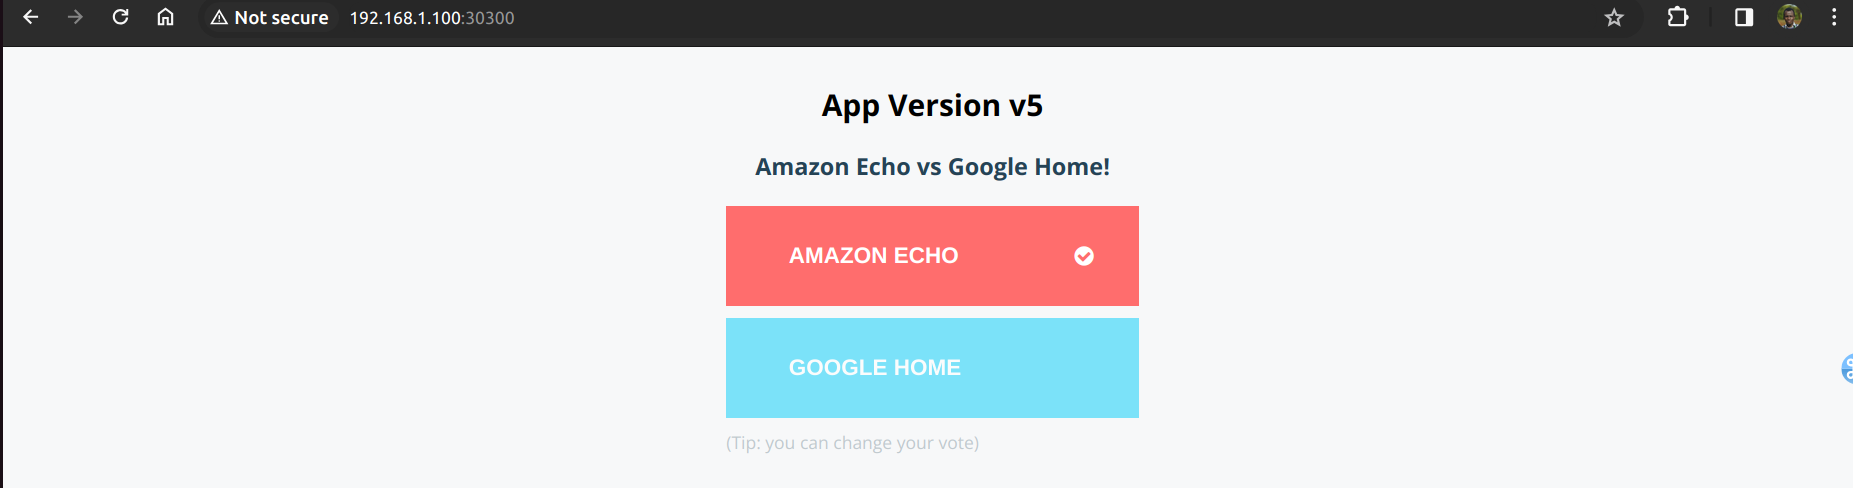 Not secure 192.168.1.100:30300
App Version v5
Amazon Echo vs Google Home!
AMAZON ECHO
GOOGLE HOME
(Tip: you can change your vote)